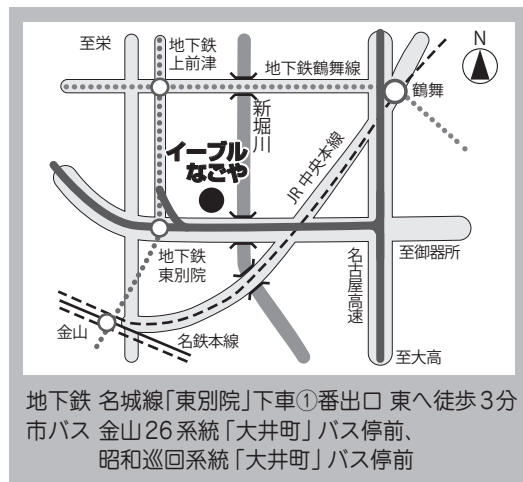 至栄
地下鉄
上前津
地下鉄鶴舞線
N
鶴舞
新堀川
イーブル
なごや
JR中央本線
地下鉄
東別院
名古屋高速
至御器所
金山
名鉄本線
至大高
地下鉄 名城線「東別院」下車①番出口 東へ徒歩3分
市バス 金山26系統「大井町」バス停前、
昭和巡回系統「大井町」バス停前